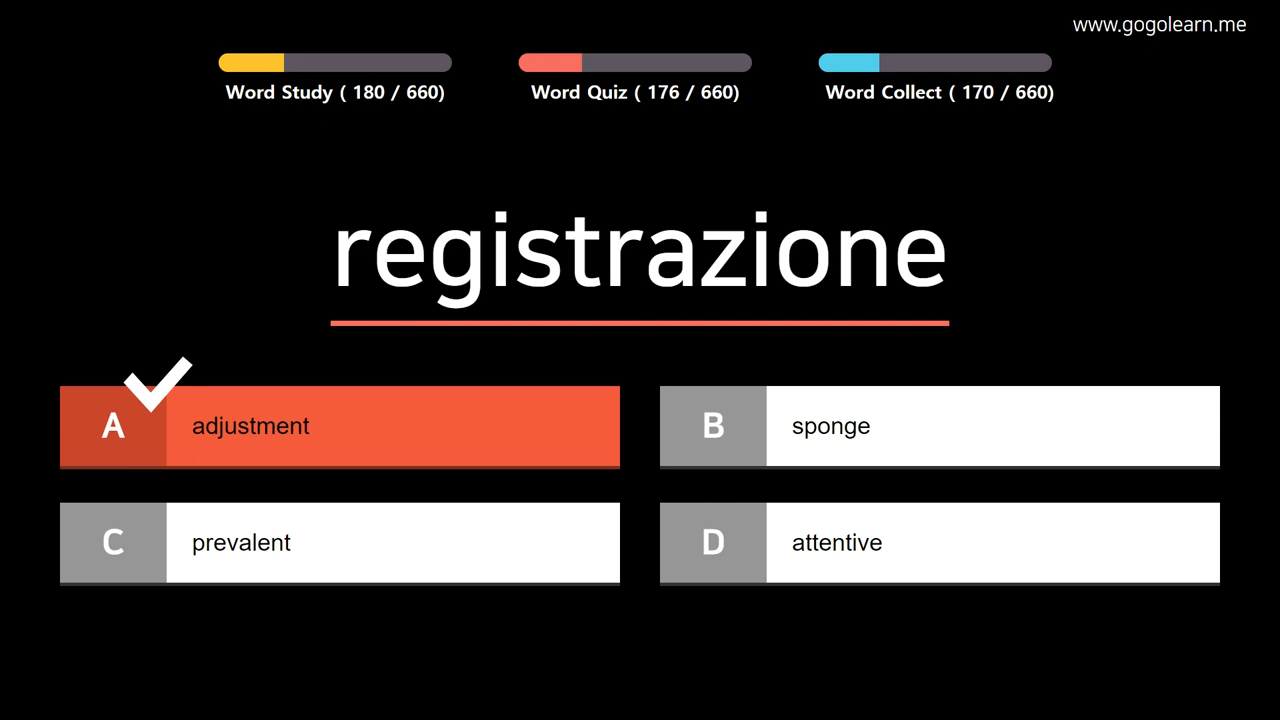 www.gogolearn.me
Word Study ( 180 / 660)
Word Quiz ( 176 / 660)
Word Collect ( 170 / 660)
registrazione
A adjustment
B sponge
C prevalent
D attentive